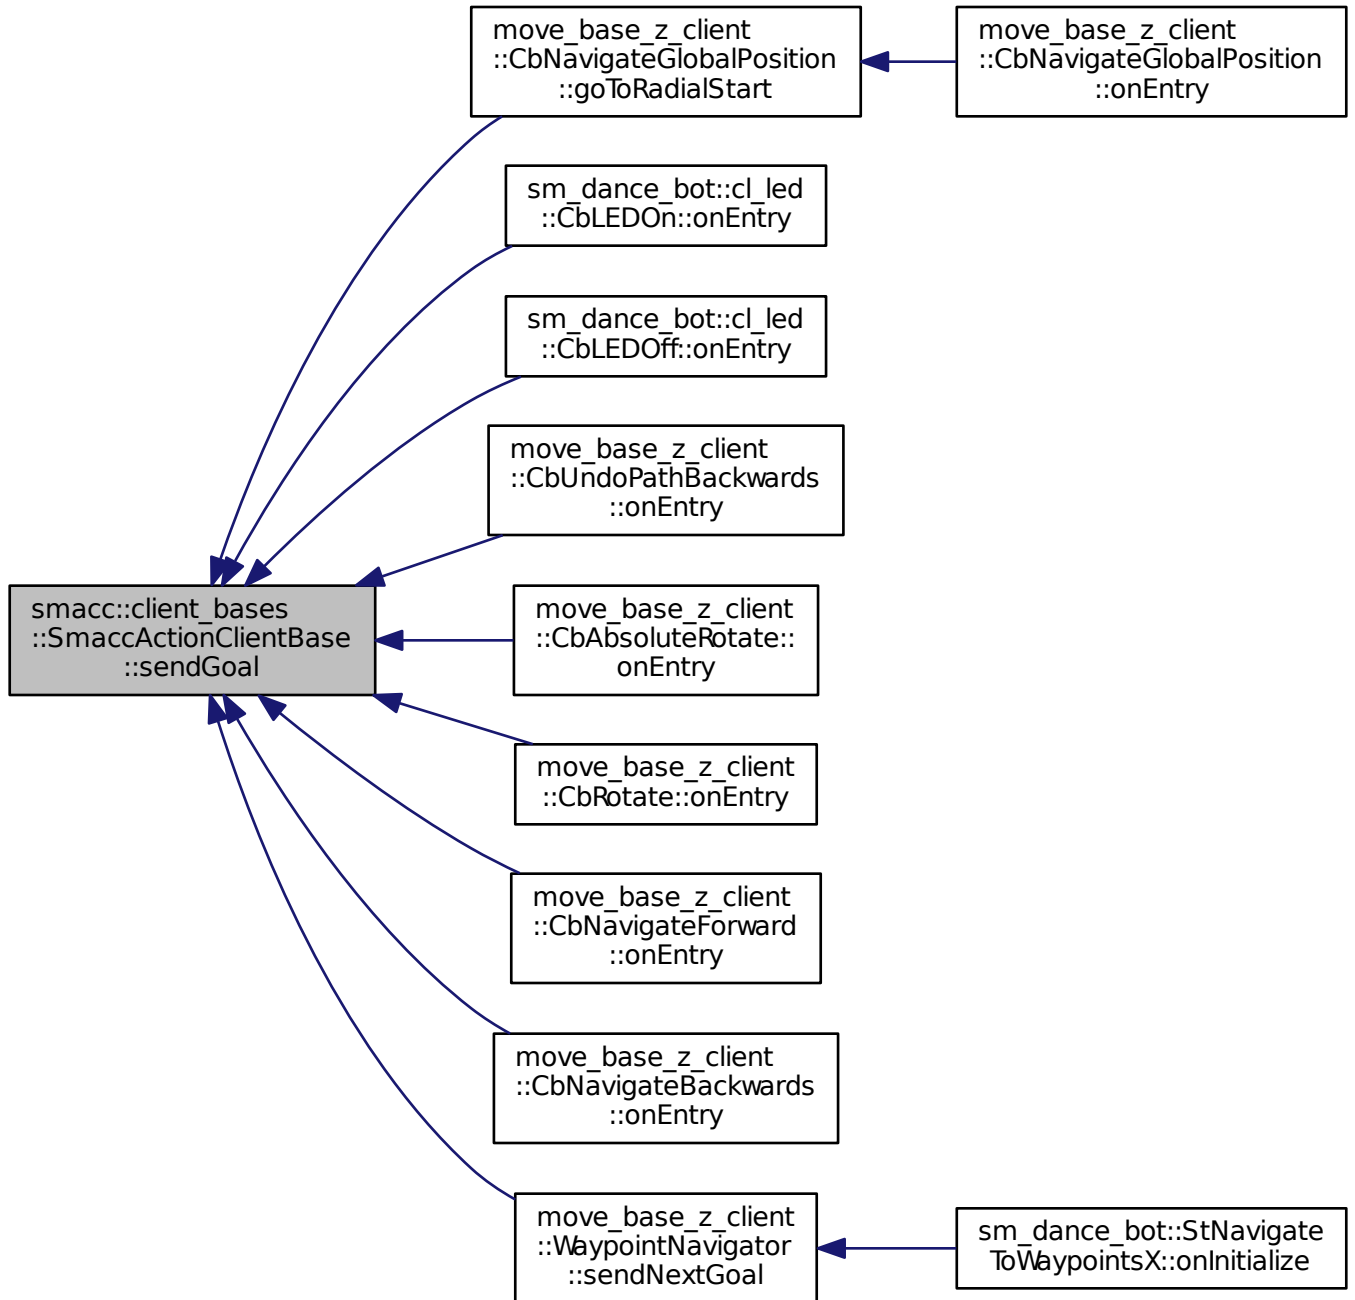 move_base_z_client
::CbNavigateGlobalPosition
::goToRadialStart
move_base_z_client
::CbNavigateGlobalPosition
::onEntry
sm_dance_bot::cl_led
::CbLEDOn::onEntry
sm_dance_bot::cl_led
::CbLEDOff::onEntry
move_base_z_client
::CbUndoPathBackwards
::onEntry
smacc::client_bases
::SmaccActionClientBase
::sendGoal
move_base_z_client
::CbAbsoluteRotate::
onEntry
move_base_z_client
::CbRotate::onEntry
move_base_z_client
::CbNavigateForward
::onEntry
move_base_z_client
::CbNavigateBackwards
::onEntry
move_base_z_client
::WaypointNavigator
::sendNextGoal
sm_dance_bot::StNavigate
ToWaypointsX::onInitialize